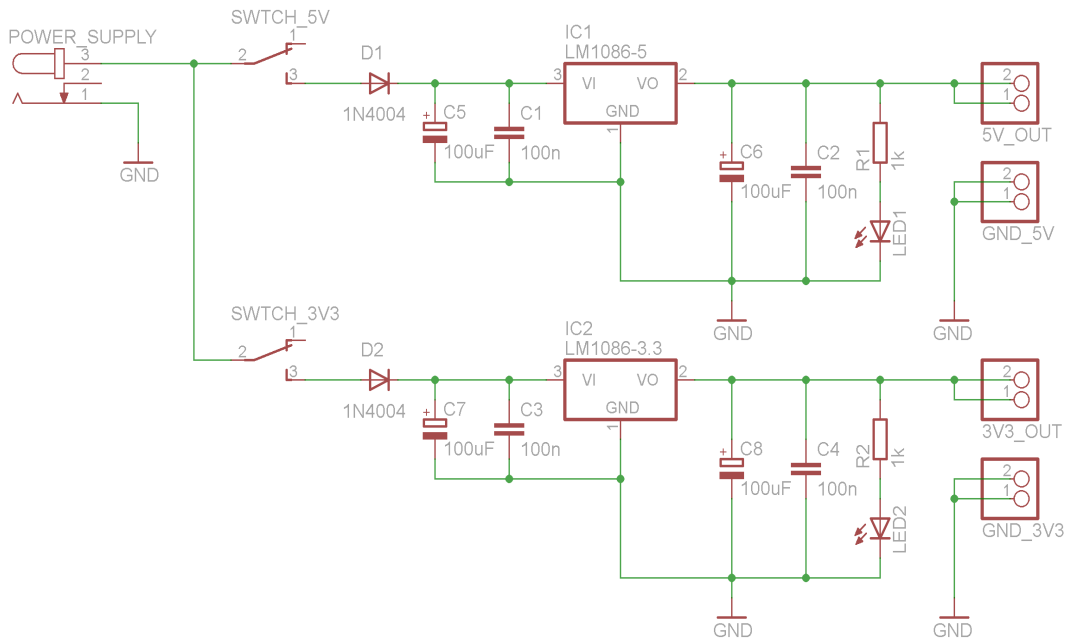 POWER_SUPPLY
3
2
1
GND
SWTCH_5V
1
2
3
D1
1N4004
C5
+
100uF
C1
100n
IC1
LM1086-5
3
VI
VO
2
GND
1
C6
+
100uF
C2
100n
R1
1k
LED1
GND
2
1
5V_OUT
2
1
GND_5V
GND
SWTCH_3V3
1
2
3
D2
1N4004
C7
+
100uF
C3
100n
IC2
LM1086-3.3
3
VI
VO
2
GND
1
C8
+
100uF
C4
100n
R2
1k
LED2
GND
2
1
3V3_OUT
2
1
GND_3V3
GND